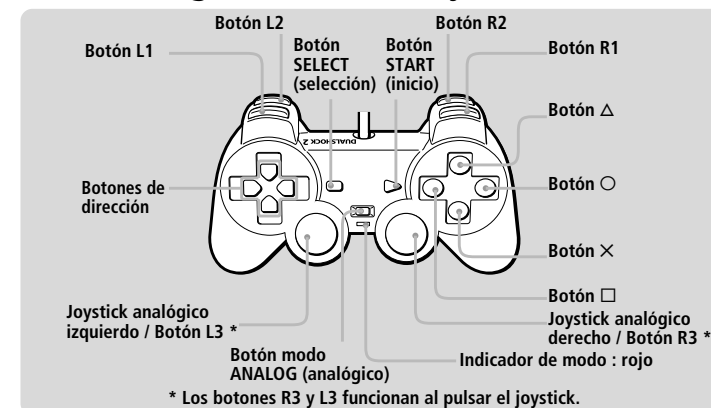 Botón L2
Botón R2
Botón L1
Botón
SELECT
(selección)
Botón
START
(inicio)
Botón R1
Botón △
DUALSHOCK 2
Botones de
dirección
Botón ○
Botón ✕
Botón □
Joystick analógico
izquierdo / Botón L3 *
Joystick analógico
derecho / Botón R3 *
Botón modo
ANALOG (analógico)
Indicador de modo : rojo
* Los botones R3 y L3 funcionan al pulsar el joystick.